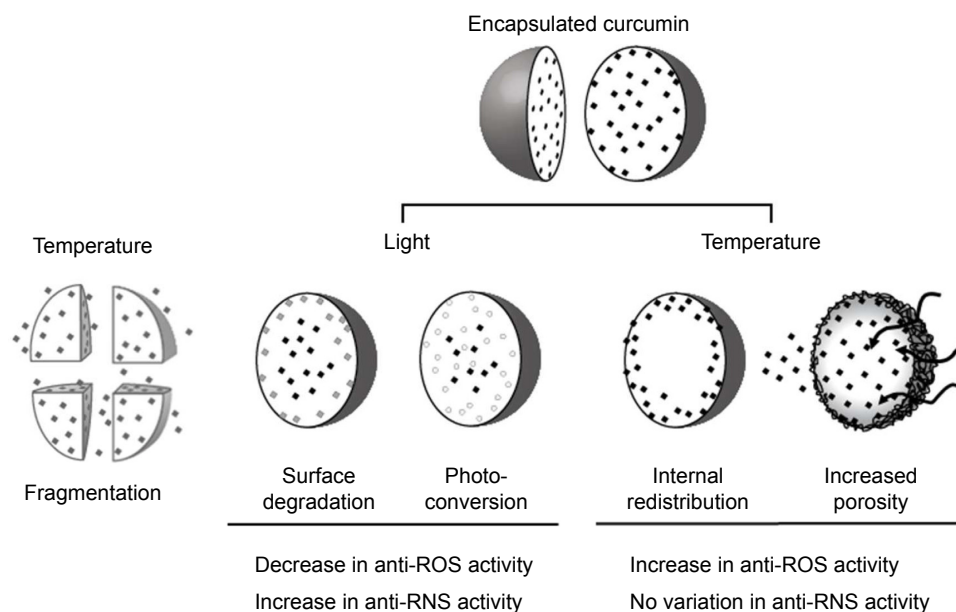 Encapsulated curcumin
Temperature
Light
Temperature
Fragmentation
Surface
degradation
Photo-
conversion
Internal
redistribution
Increased
porosity
Decrease in anti-ROS activity
Increase in anti-RNS activity
Increase in anti-ROS activity
No variation in anti-RNS activity